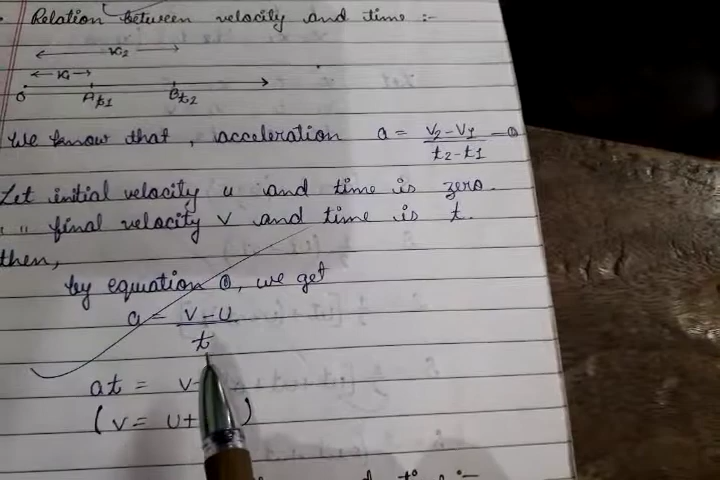 Relation between velocity and time :-
x2
x1
O A t1 B t2
We know that, acceleration a = v2-v1 / t2-t1 - ①
Let initial velocity u and time is zero.
,, final velocity v and time is t.
then,
by equation ①, we get
a = v-u
t
at = v-
(v = u+ )